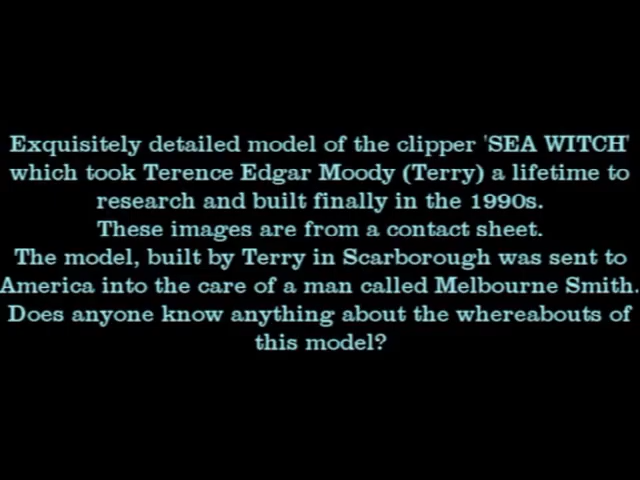 Exquisitely detailed model of the clipper 'SEA WITCH'
which took Terence Edgar Moody (Terry) a lifetime to
research and built finally in the 1990s.
These images are from a contact sheet.
The model, built by Terry in Scarborough was sent to
America into the care of a man called Melbourne Smith.
Does anyone know anything about the whereabouts of
this model?